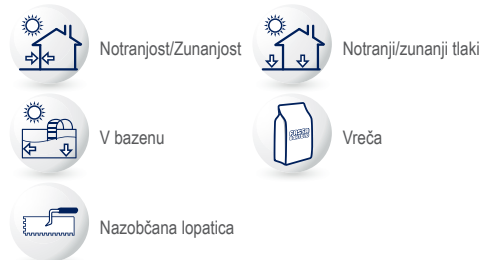 Notranjost/Zunanjost
Notranji/zunanji tlaki
V bazenu
Vreča
Nazobčana lopatica